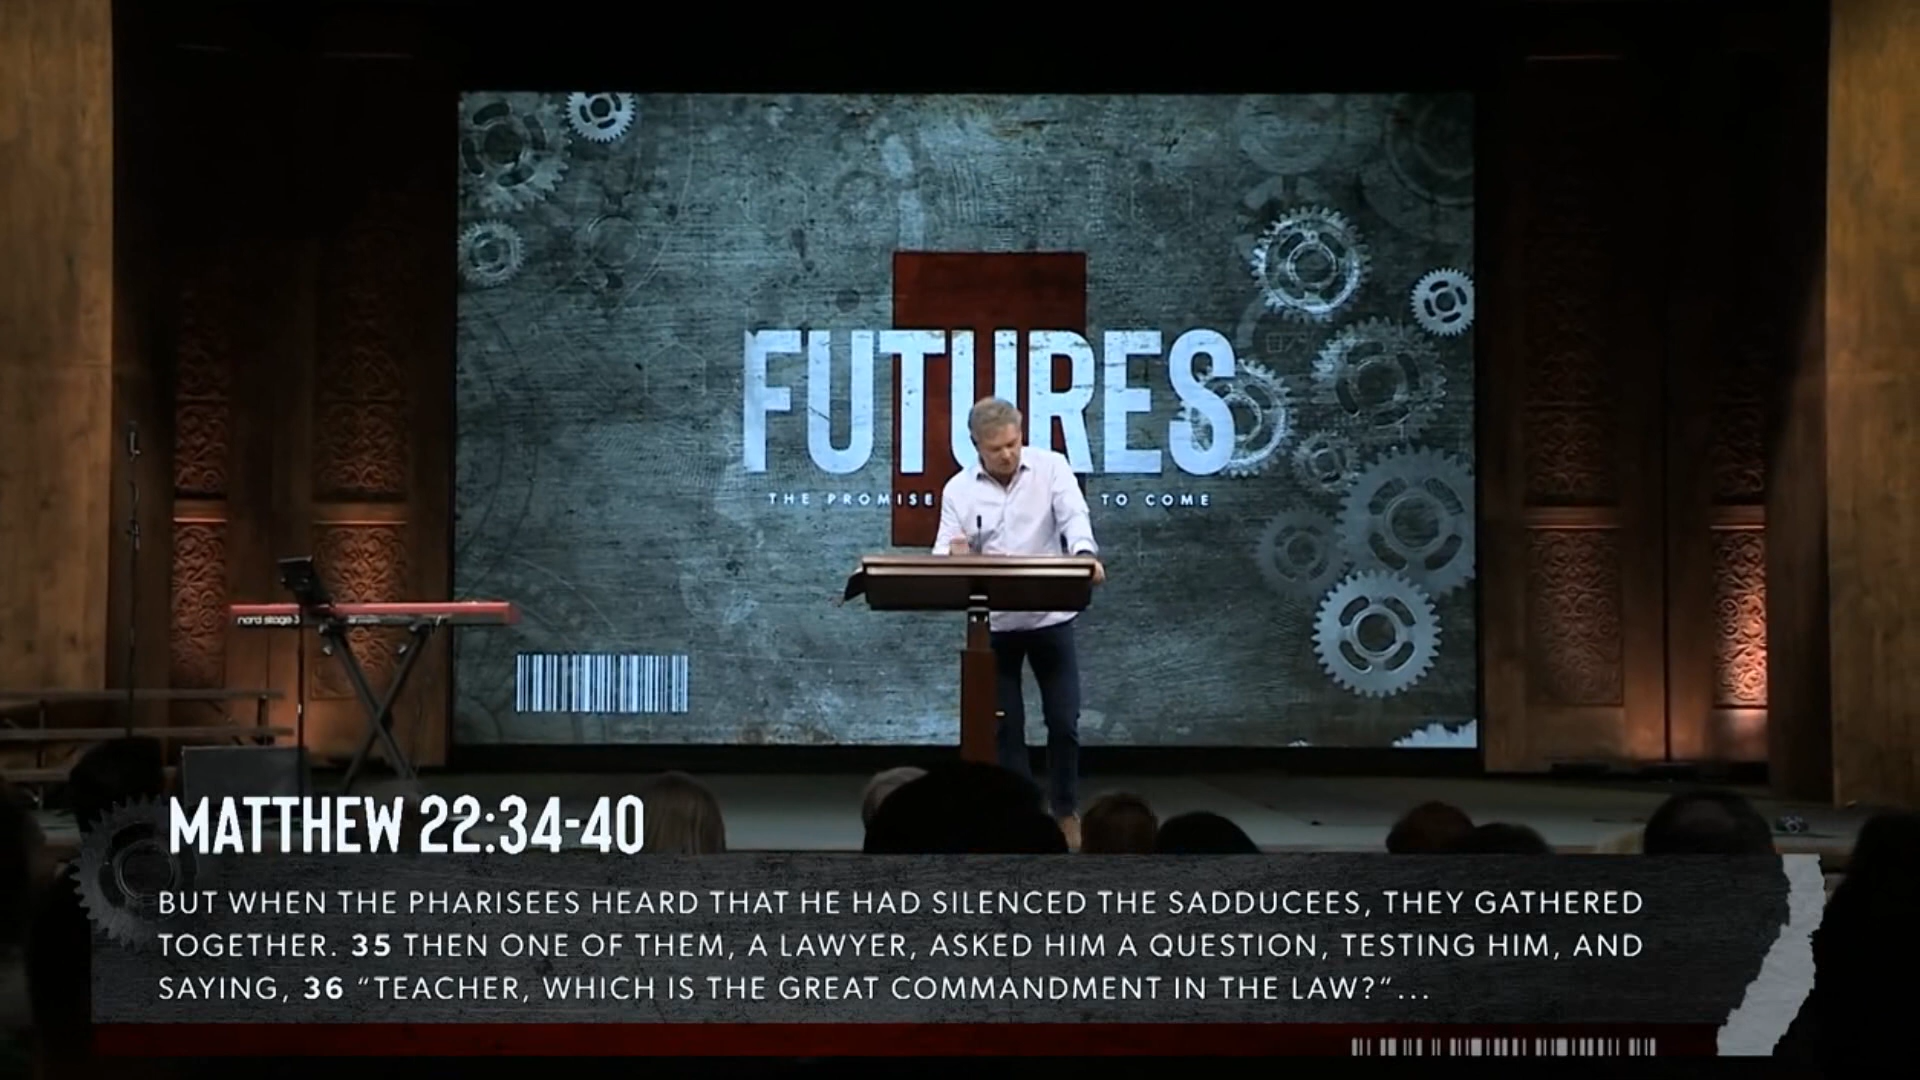 FUTURES
THE PROMISE TO COME
nord stage 3
MATTHEW 22:34-40
BUT WHEN THE PHARISEES HEARD THAT HE HAD SILENCED THE SADDUCEES, THEY GATHERED
TOGETHER. 35 THEN ONE OF THEM, A LAWYER, ASKED HIM A QUESTION, TESTING HIM, AND
SAYING, 36 “TEACHER, WHICH IS THE GREAT COMMANDMENT IN THE LAW?”...